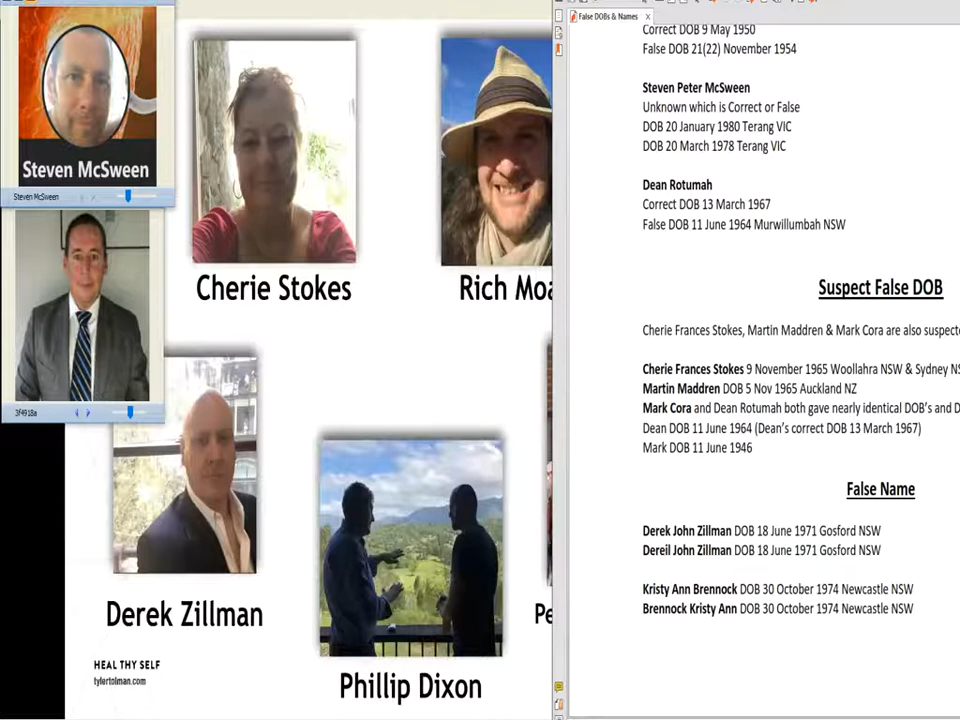 Steven McSween
Steven McSween
3f4918a
Cherie Stokes
Rich Moa
Derek Zillman
Phillip Dixon
Pe
HEAL THY SELF
tylertolman.com
False DOBs & Names
Correct DOB 9 May 1950
False DOB 21(22) November 1954
Steven Peter McSween
Unknown which is Correct or False
DOB 20 January 1980 Terang VIC
DOB 20 March 1978 Terang VIC
Dean Rotumah
Correct DOB 13 March 1967
False DOB 11 June 1964 Murwillumbah NSW
Suspect False DOB
Cherie Frances Stokes, Martin Maddren & Mark Cora are also suspecte
Cherie Frances Stokes 9 November 1965 Woollahra NSW & Sydney NS
Martin Maddren DOB 5 Nov 1965 Auckland NZ
Mark Cora and Dean Rotumah both gave nearly identical DOB's and D
Dean DOB 11 June 1964 (Dean's correct DOB 13 March 1967)
Mark DOB 11 June 1946
False Name
Derek John Zillman DOB 18 June 1971 Gosford NSW
Dereil John Zillman DOB 18 June 1971 Gosford NSW
Kristy Ann Brennock DOB 30 October 1974 Newcastle NSW
Brennock Kristy Ann DOB 30 October 1974 Newcastle NSW